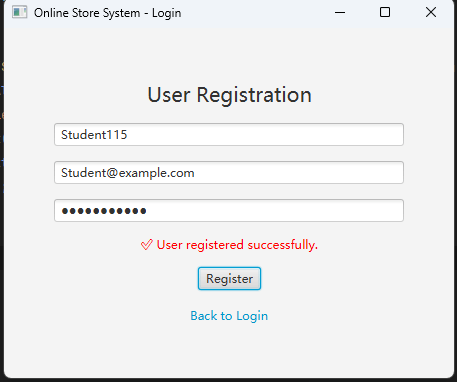 Online Store System - Login
User Registration
Student115
Student@example.com
●●●●●●●●●●●
✅ User registered successfully.
Register
Back to Login